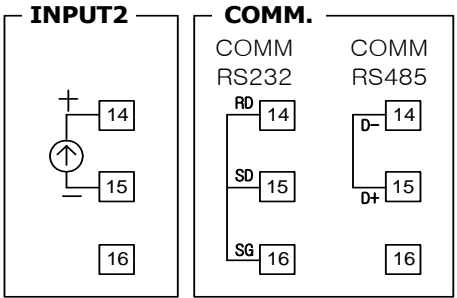 INPUT2
+
14
15
—
16
COMM.
COMM
RS232
RD
14
SD
15
SG
16
COMM
RS485
14
D-
15
D+
16